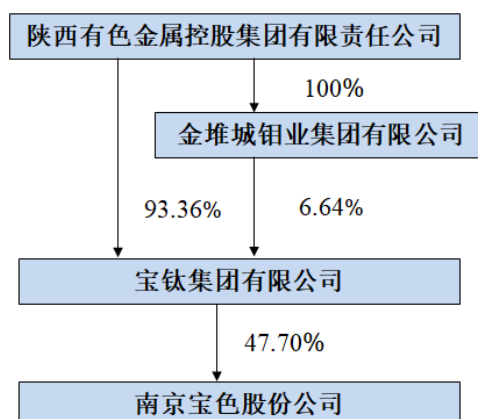 陕西有色金属控股集团有限责任公司
100%
金堆城钼业集团有限公司
93.36%
6.64%
宝钛集团有限公司
47.70%
南京宝色股份公司